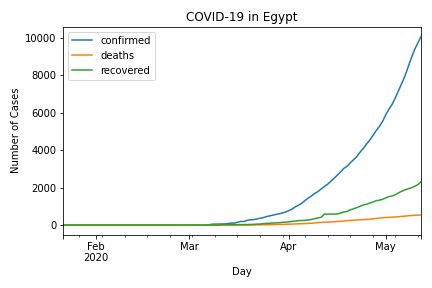 COVID-19 in Egypt
confirmed
deaths
recovered
Number of Cases
10000
8000
6000
4000
2000
0
Feb
2020
Mar
Apr
May
Day